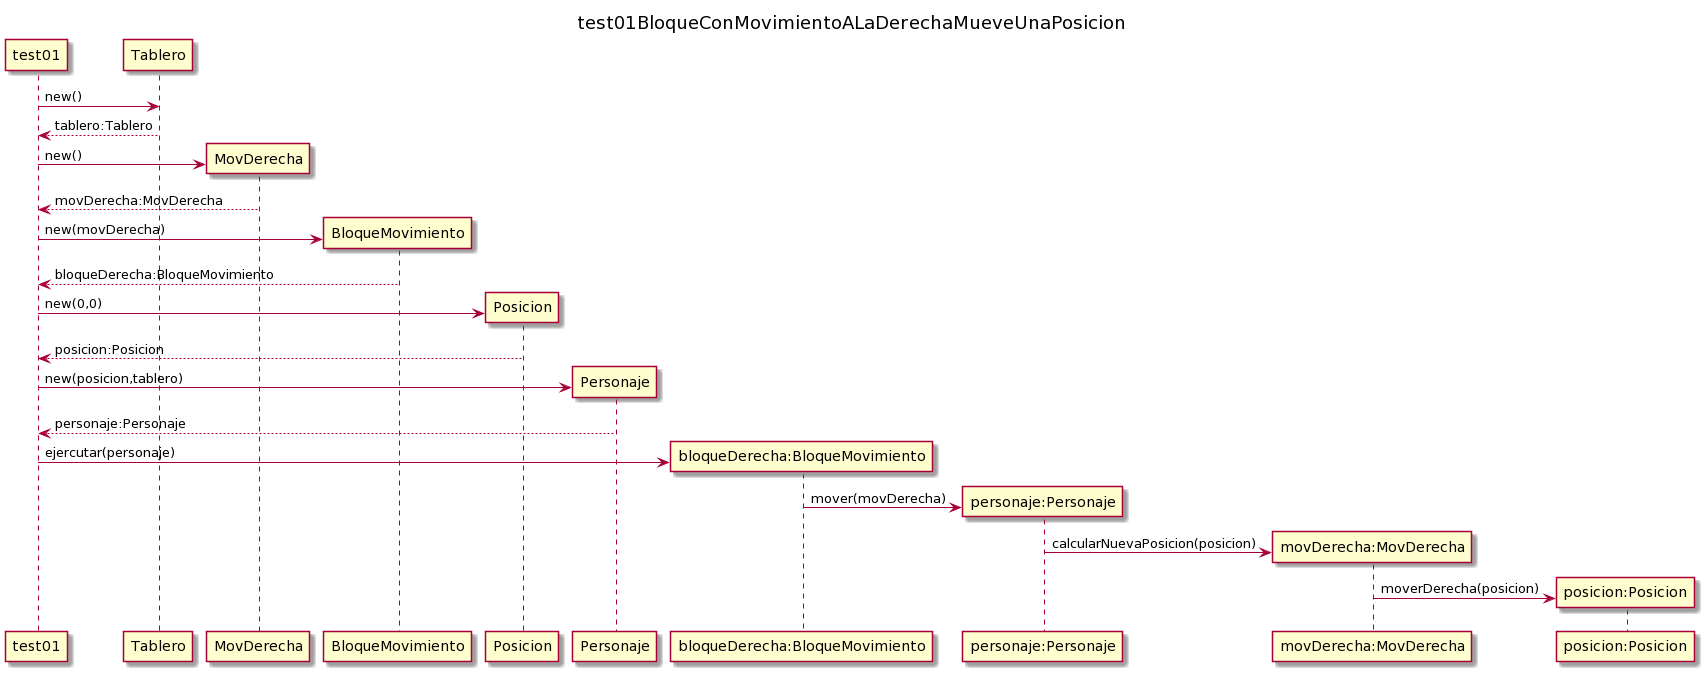 test01BloqueConMovimientoALaDerechaMueveUnaPosicion
test01 Tablero
new()
tablero:Tablero
new() MovDerecha
movDerecha:MovDerecha
new(movDerecha) BloqueMovimiento
bloqueDerecha:BloqueMovimiento
new(0,0) Posicion
posicion:Posicion
new(posicion,tablero) Personaje
personaje:Personaje
ejercutar(personaje) bloqueDerecha:BloqueMovimiento
mover(movDerecha) personaje:Personaje
calcularNuevaPosicion(posicion) movDerecha:MovDerecha
moverDerecha(posicion) posicion:Posicion
test01 Tablero MovDerecha BloqueMovimiento Posicion Personaje bloqueDerecha:BloqueMovimiento personaje:Personaje movDerecha:MovDerecha posicion:Posicion